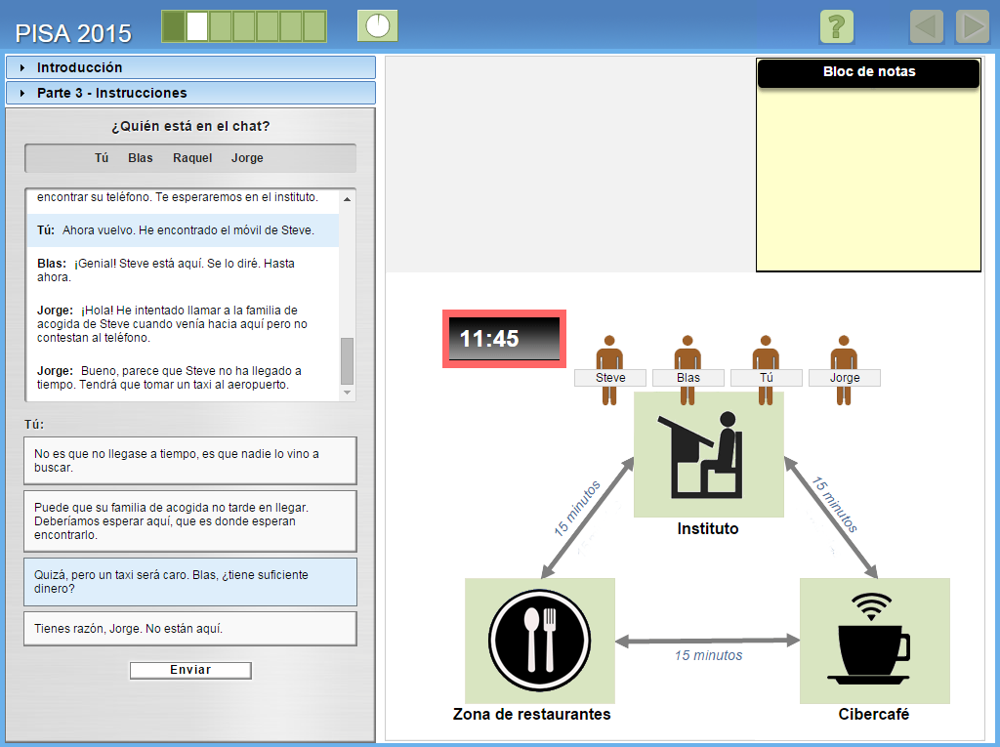 PISA 2015
?
Introducción
Parte 3 - Instrucciones
¿Quién está en el chat?
Tú Blas Raquel Jorge
encontrar su teléfono. Te esperaremos en el instituto.
Tú: Ahora vuelvo. He encontrado el móvil de Steve.
Blas: ¡Genial! Steve está aquí. Se lo diré. Hasta
ahora.
Jorge: ¡Hola! He intentado llamar a la familia de
acogida de Steve cuando venía hacia aquí pero no
contestan al teléfono.
Jorge: Bueno, parece que Steve no ha llegado a
tiempo. Tendrá que tomar un taxi al aeropuerto.
Tú:
No es que no llegase a tiempo, es que nadie lo vino a
buscar.
Puede que su familia de acogida no tarde en llegar.
Deberíamos esperar aquí, que es donde esperan
encontrarlo.
Quizá, pero un taxi será caro. Blas, ¿tiene suficiente
dinero?
Tienes razón, Jorge. No están aquí.
Enviar
Bloc de notas
11:45
Steve
Blas
Tú
Jorge
15 minutos
15 minutos
Instituto
15 minutos
Zona de restaurantes
Cibercafé